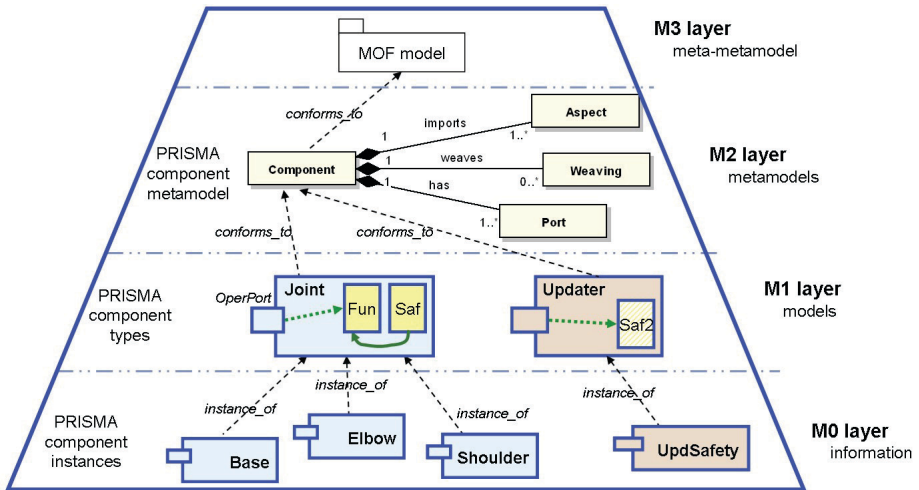 M3 layer
meta-metamodel
MOF model
conforms_to
imports
1
1..*
Aspect
PRISMA
component
metamodel
Component
1
weaves
0..*
Weaving
M2 layer
metamodels
1
has
1..*
Port
conforms_to
conforms_to
PRISMA
component
types
OperPort
Joint
Fun
Saf
Updater
Saf2
M1 layer
models
instance_of
instance_of
instance_of
instance_of
PRISMA
component
instances
Base
Elbow
Shoulder
UpdSafety
M0 layer
information